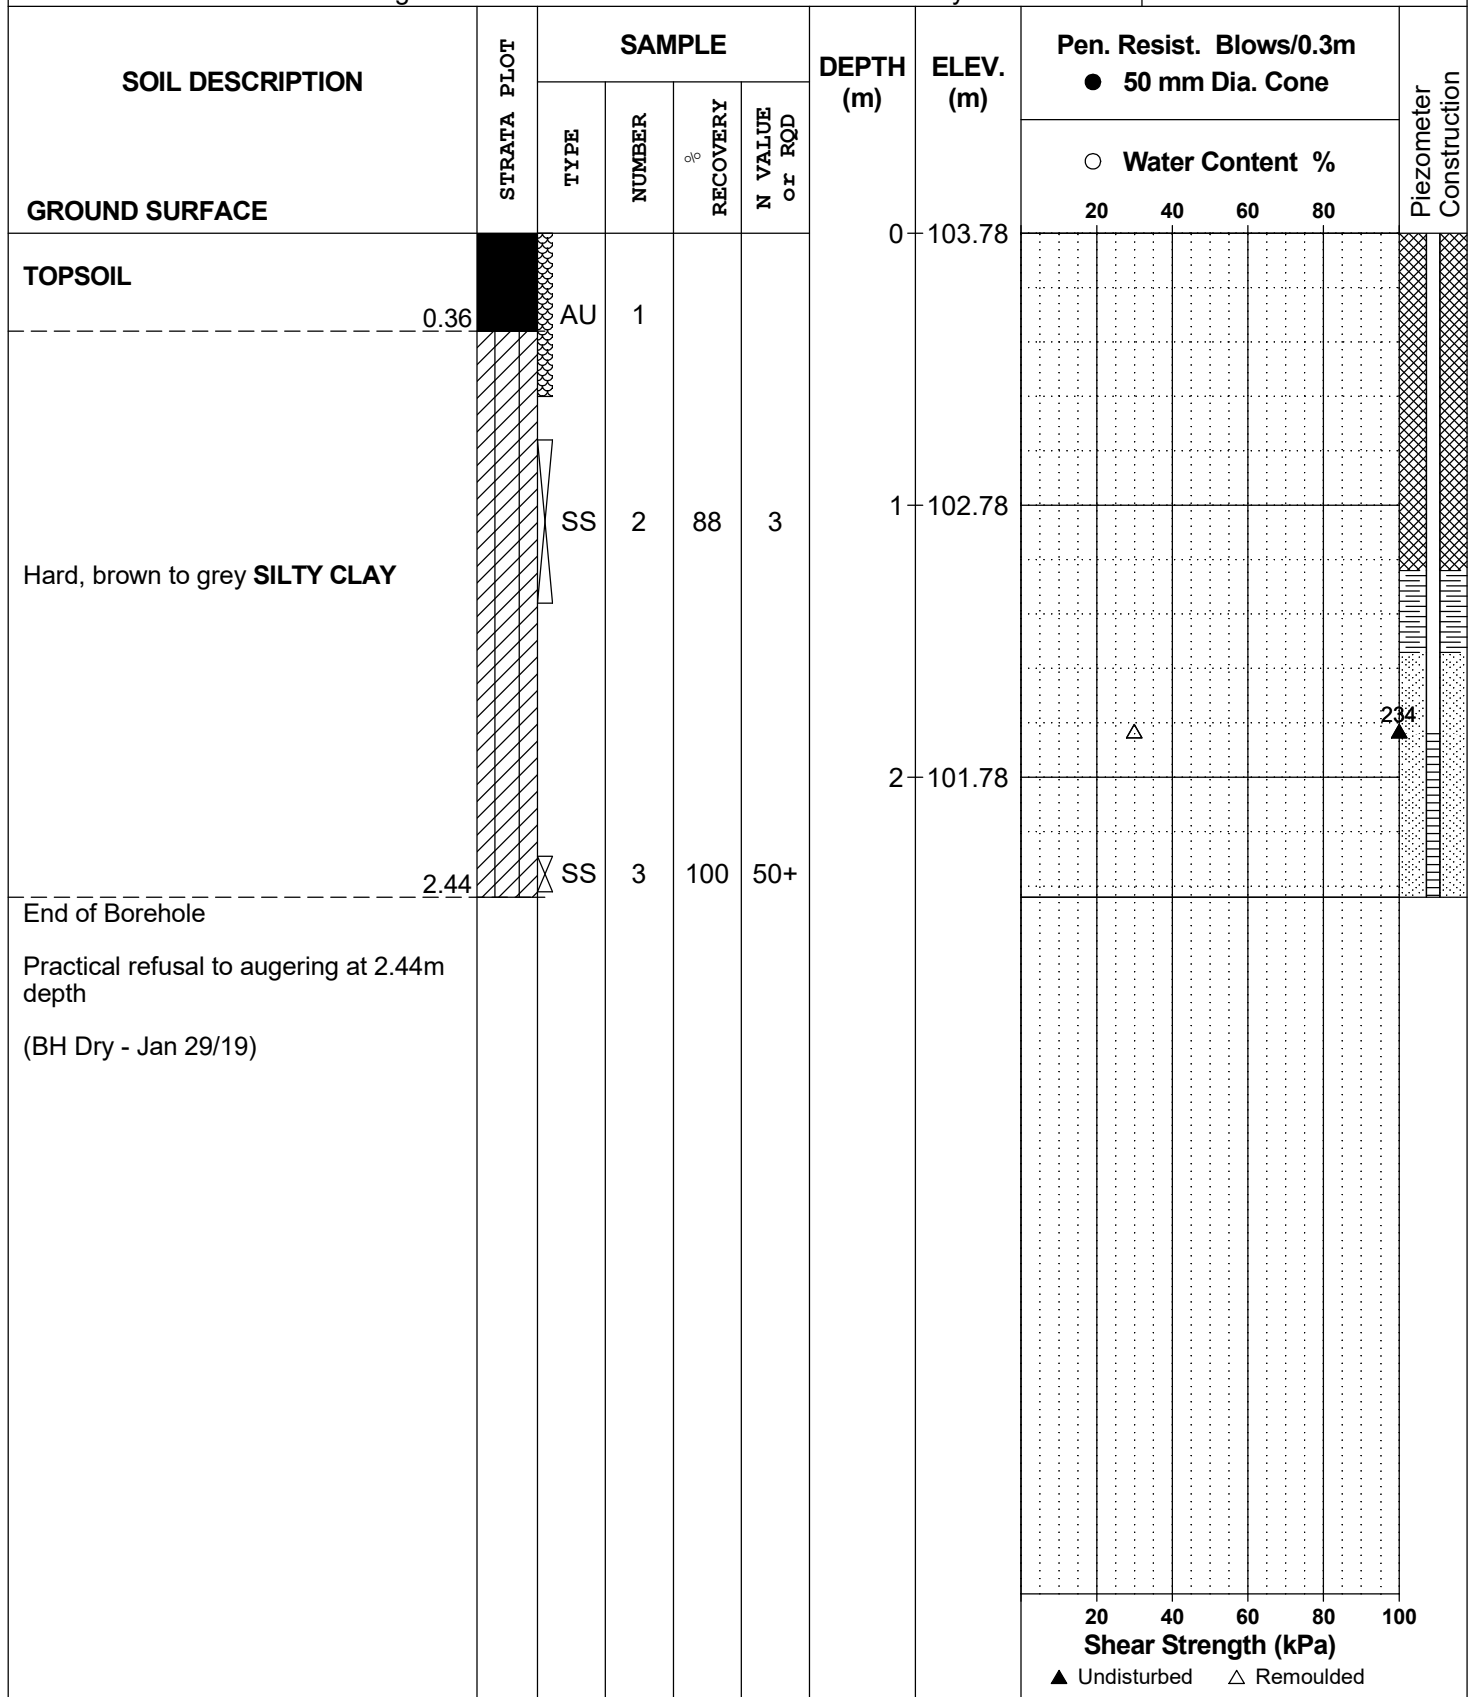 SOIL DESCRIPTION
GROUND SURFACE
STRATA PLOT
SAMPLE
TYPE
NUMBER
%
RECOVERY
N VALUE
or RQD
DEPTH
(m)
ELEV.
(m)
Pen. Resist. Blows/0.3m
● 50 mm Dia. Cone
○ Water Content %
20 40 60 80
Piezometer
Construction
0 103.78
TOPSOIL
0.36
AU 1
1 102.78
SS 2 88 3
Hard, brown to grey SILTY CLAY
234
2 101.78
SS 3 100 50+
2.44
End of Borehole
Practical refusal to augering at 2.44m
depth
(BH Dry - Jan 29/19)
20 40 60 80 100
Shear Strength (kPa)
▲ Undisturbed △ Remoulded